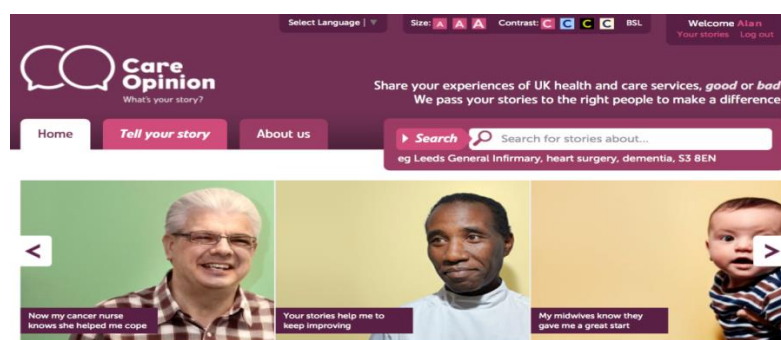 Select Language | ▼
Size: A A A Contrast: C C C C BSL
Welcome Alan
Your stories Log out
Care
Opinion
What's your story?
Share your experiences of UK health and care services, good or bad
We pass your stories to the right people to make a difference
Home Tell your story About us
Search Search for stories about...
eg Leeds General Infirmary, heart surgery, dementia, S3 8EN
Now my cancer nurse
knows she helped me cope
Your stories help me to
keep improving
My midwives know they
gave me a great start